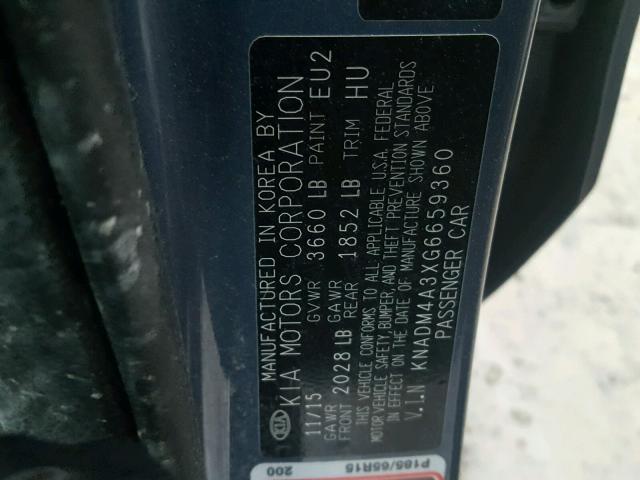 KIA
MANUFACTURED IN KOREA BY
KIA MOTORS CORPORATION
11/15 GVWR 3660 LB PAINT EU2
GAWR FRONT 2028 LB GAWR REAR 1852 LB TRIM HU
THIS VEHICLE CONFORMS TO ALL APPLICABLE U.S.A. FEDERAL
MOTOR VEHICLE SAFETY, BUMPER, AND THEFT PREVENTION STANDARDS
IN EFFECT ON THE DATE OF MANUFACTURE SHOWN ABOVE
V.I.N KNADM4A3XG6659360
PASSENGER CAR
P185/65R15
200